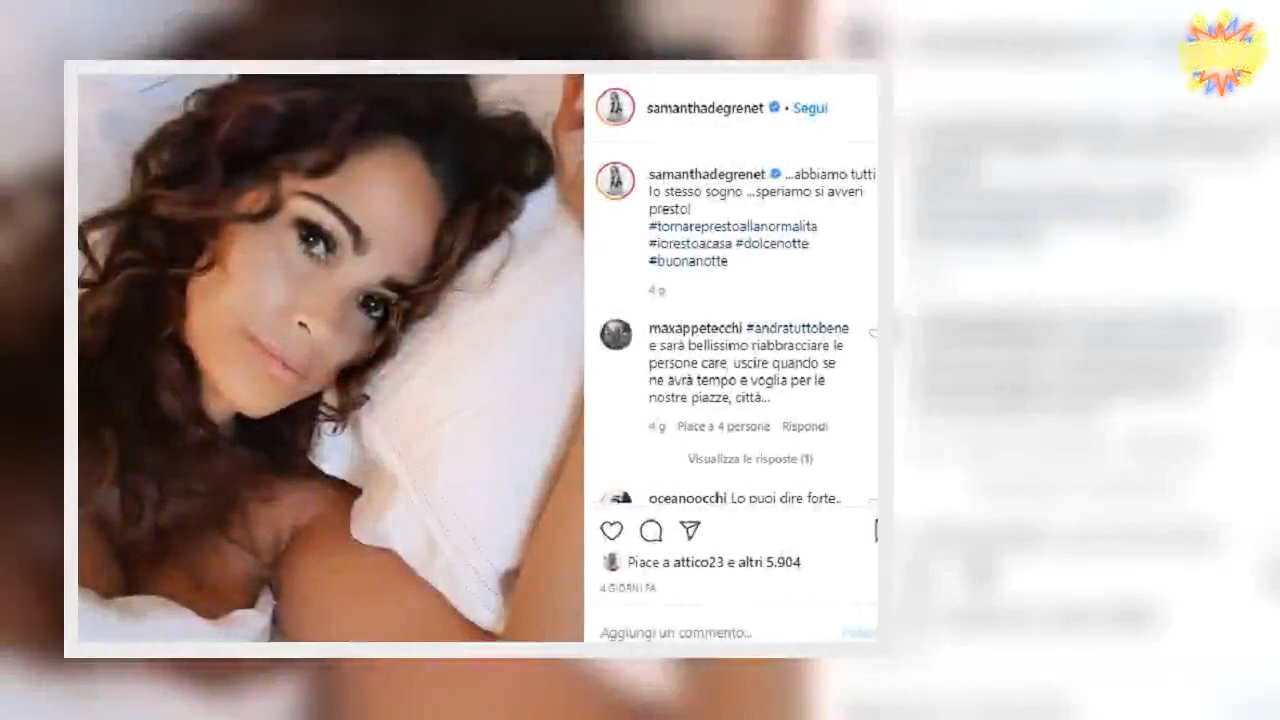 samanthadegrenet • Segui
samanthadegrenet ...abbiamo tutti
lo stesso sogno ...speriamo si avveri
presto!
#tornareprestoallanormalita
#iorestoacasa #dolcenotte
#buonanotte
4 g
maxappetecchi #andratuttobene
e sarà bellissimo riabbracciare le
persone care, uscire quando se
ne avrà tempo e voglia per le
nostre piazze, città...
4 g Piace a 4 persone Rispondi
Visualizza le risposte (1)
oceanoocchi Lo puoi dire forte..
Piace a attico23 e altri 5.904
4 GIORNI FA
Aggiungi un commento...